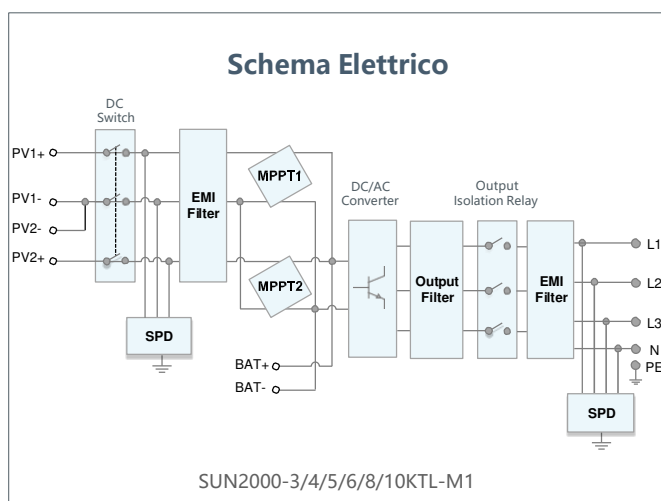 Schema Elettrico
DC
Switch
PV1+
PV1-
PV2-
PV2+
EMI
Filter
MPPT1
MPPT2
SPD
BAT+
BAT-
DC/AC
Converter
Output
Filter
Output
Isolation Relay
EMI
Filter
L1
L2
L3
N
PE
SPD
SUN2000-3/4/5/6/8/10KTL-M1